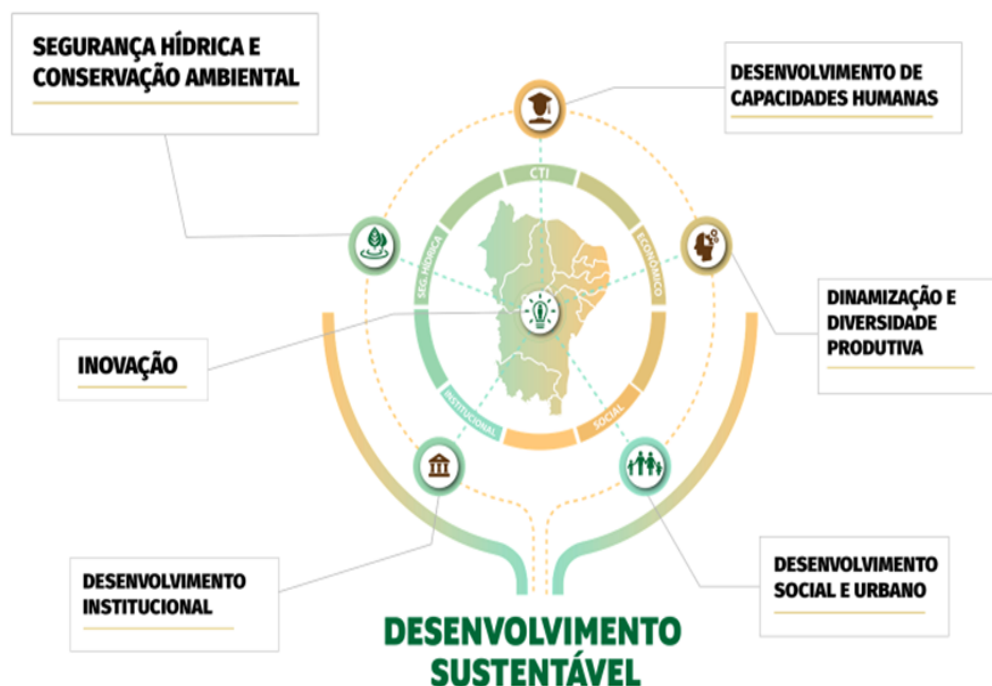 SEGURANÇA HÍDRICA E
CONSERVAÇÃO AMBIENTAL
DESENVOLVIMENTO DE
CAPACIDADES HUMANAS
CTI
SEG. HÍDRICA
ECONÔMICO
INOVAÇÃO
DINAMIZAÇÃO E
DIVERSIDADE
PRODUTIVA
INSTITUCIONAL
SOCIAL
DESENVOLVIMENTO
INSTITUCIONAL
DESENVOLVIMENTO
SOCIAL E URBANO
DESENVOLVIMENTO
SUSTENTÁVEL